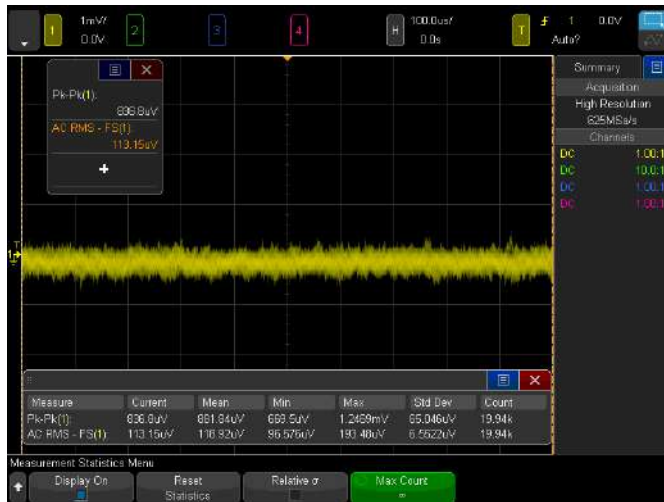 1 1mV/ 0.0V 2 3 4 H 100.0us/ 0.0s T 1 0.0V Auto?
Summary
Acquisition
High Resolution
625MSa/s
Channels
DC 1.00:1
DC 10.0:1
DC 1.00:1
DC 1.00:1
Pk-Pk(1):
836.8uV
AC RMS - FS(1):
113.15uV
T
1
Measure Current Mean Min Max Std Dev Count
Pk-Pk(1): 836.8uV 861.84uV 669.5uV 1.2469mV 65.046uV 19.94k
AC RMS - FS(1): 113.15uV 116.92uV 96.576uV 193.48uV 6.5522uV 19.94k
Measurement Statistics Menu
Display On
Reset
Statistics
Relative σ
Max Count
∞